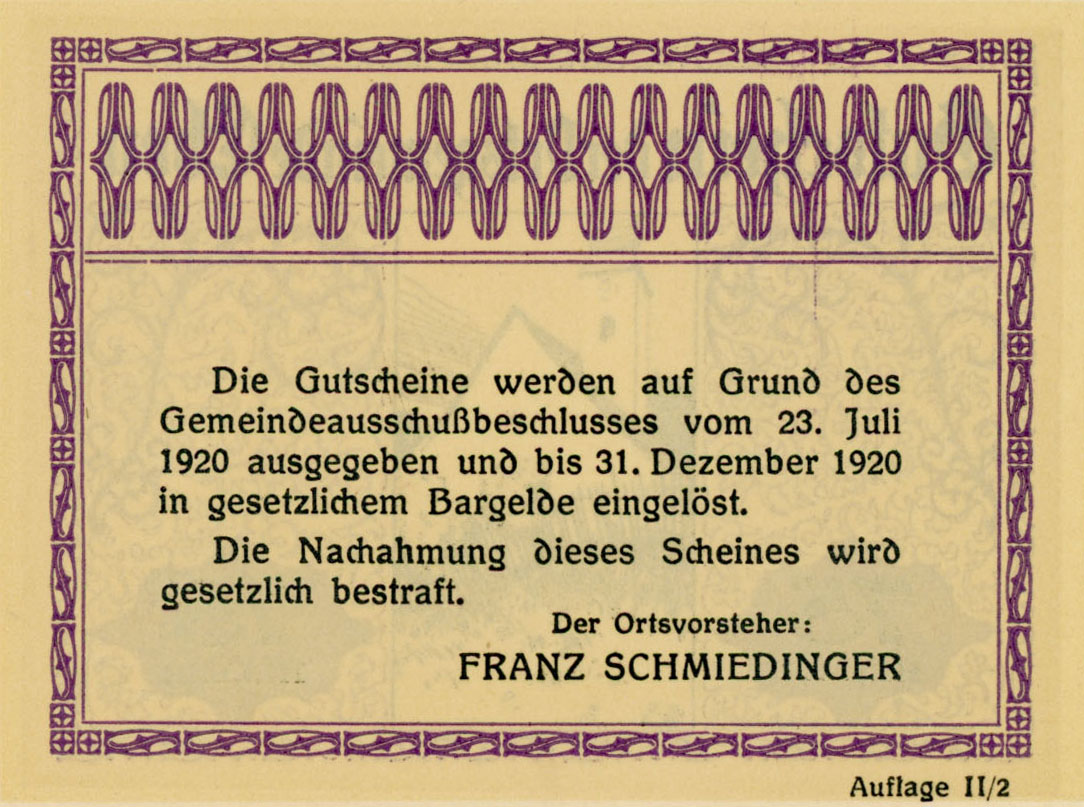 Die Gutscheine werden auf Grund des
Gemeindeausschußbeschlusses vom 23. Juli
1920 ausgegeben und bis 31. Dezember 1920
in gesetzlichem Bargelde eingelöst.
Die Nachahmung dieses Scheines wird
gesetzlich bestraft.
Der Ortsvorsteher:
FRANZ SCHMIEDINGER
Auflage II/2